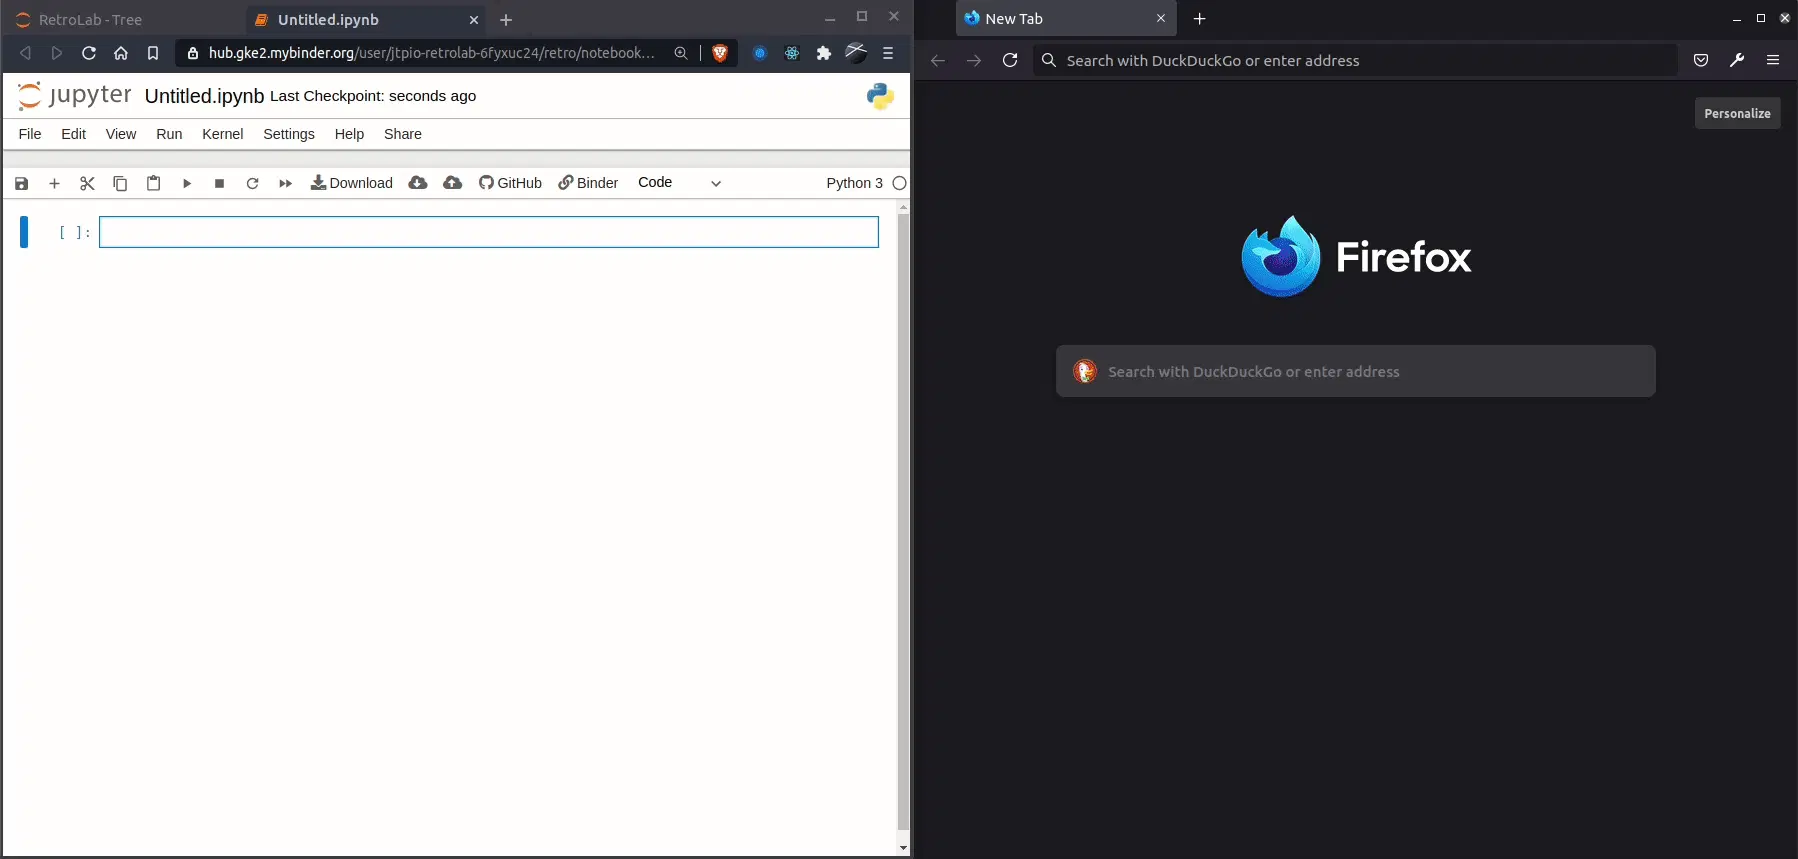 RetroLab - Tree
Untitled.ipynb
hub.gke2.mybinder.org/user/jtpio-retrolab-6fyxuc24/retro/notebook...
jupyter Untitled.ipynb Last Checkpoint: seconds ago
File Edit View Run Kernel Settings Help Share
Download GitHub Binder Code Python 3
[ ]:
New Tab
Search with DuckDuckGo or enter address
Personalize
Firefox
Search with DuckDuckGo or enter address